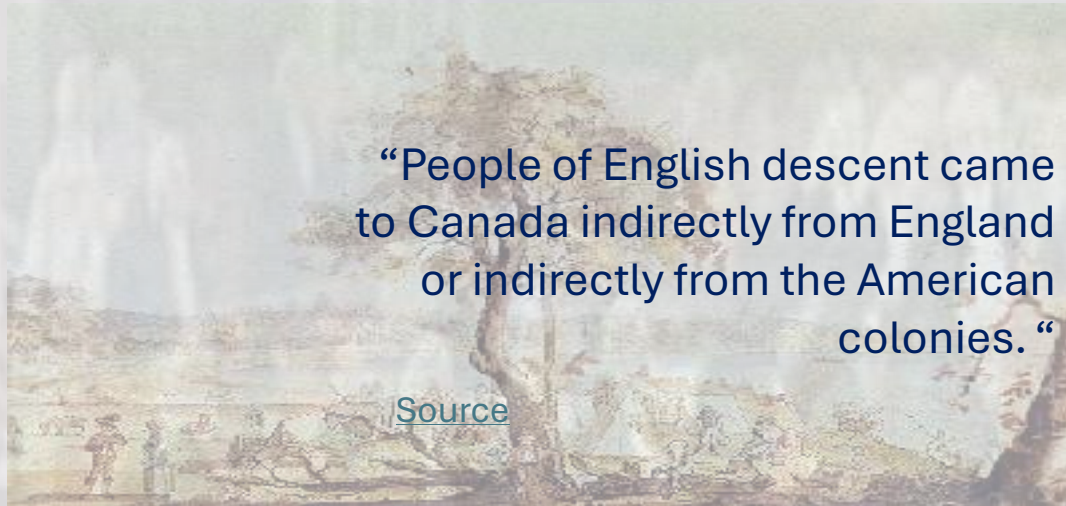 “People of English descent came
to Canada indirectly from England
or indirectly from the American
colonies. “
Source